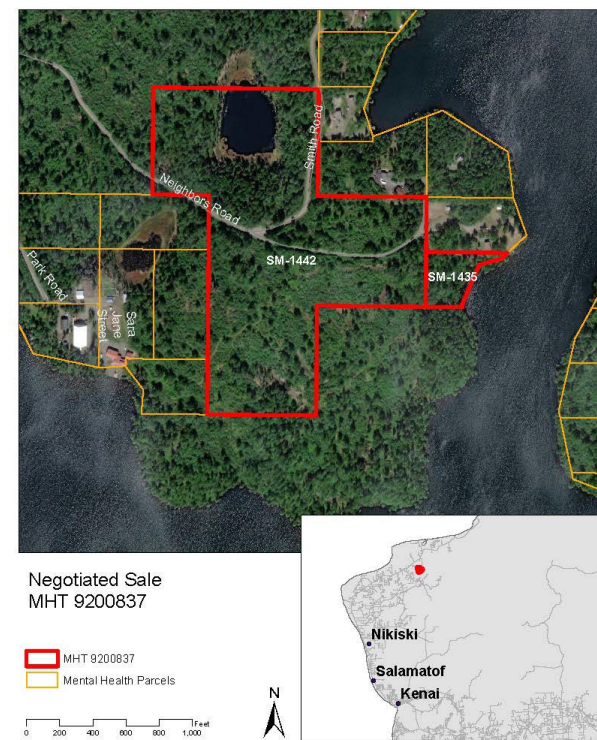 Smith Road
Neighbors Road
SM-1442
SM-1435
Park Road
Sara
Jane
Street
Negotiated Sale
MHT 9200837
MHT 9200837
Mental Health Parcels
Feet
0 200 400 600 800 1,000
N
Nikiski
Salamatof
Kenai